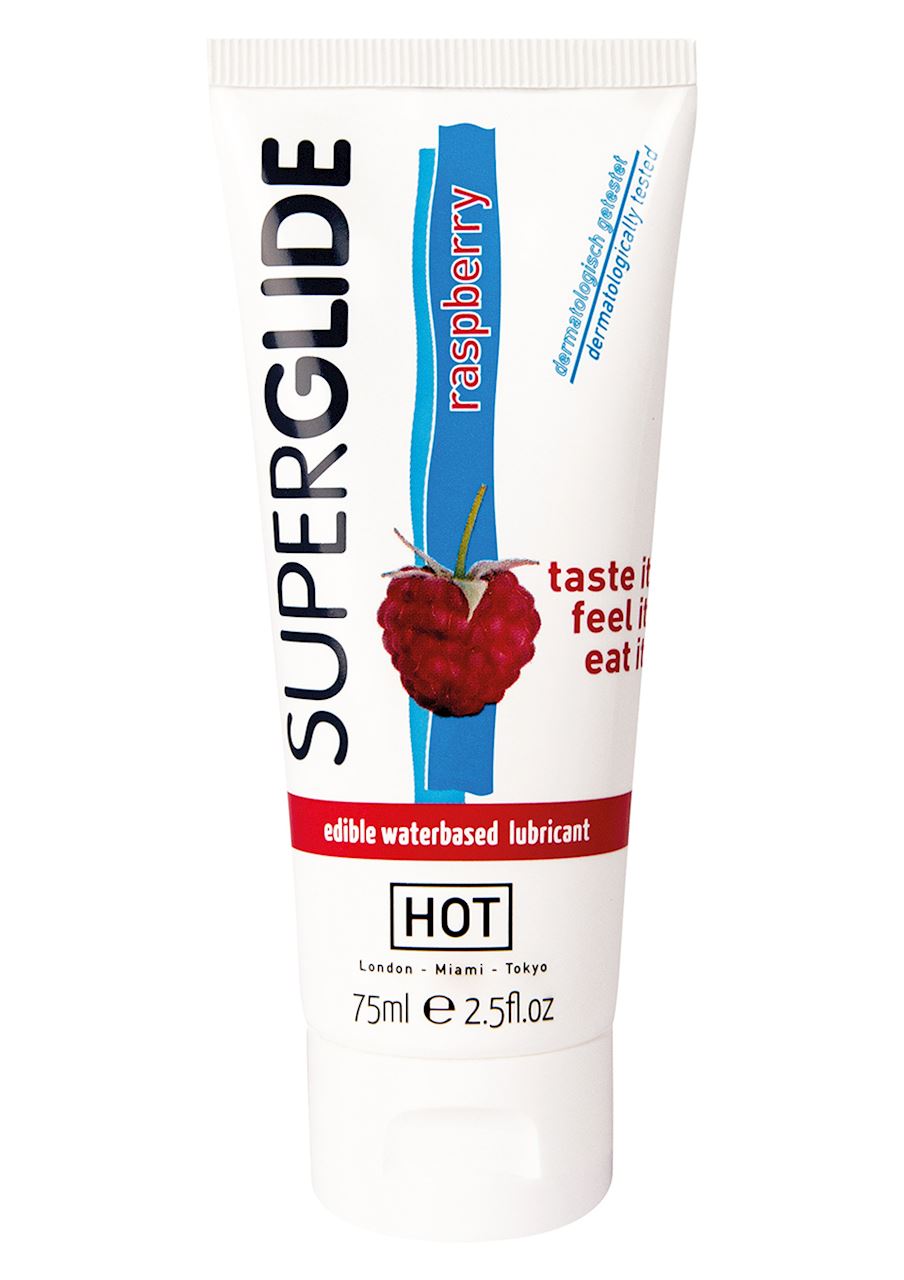 SUPERGLIDE
raspberry
dermatologisch getestet
dermatologically tested
taste it
feel it
eat it
edible waterbased lubricant
HOT
London - Miami - Tokyo
75ml ℮ 2.5fl.oz